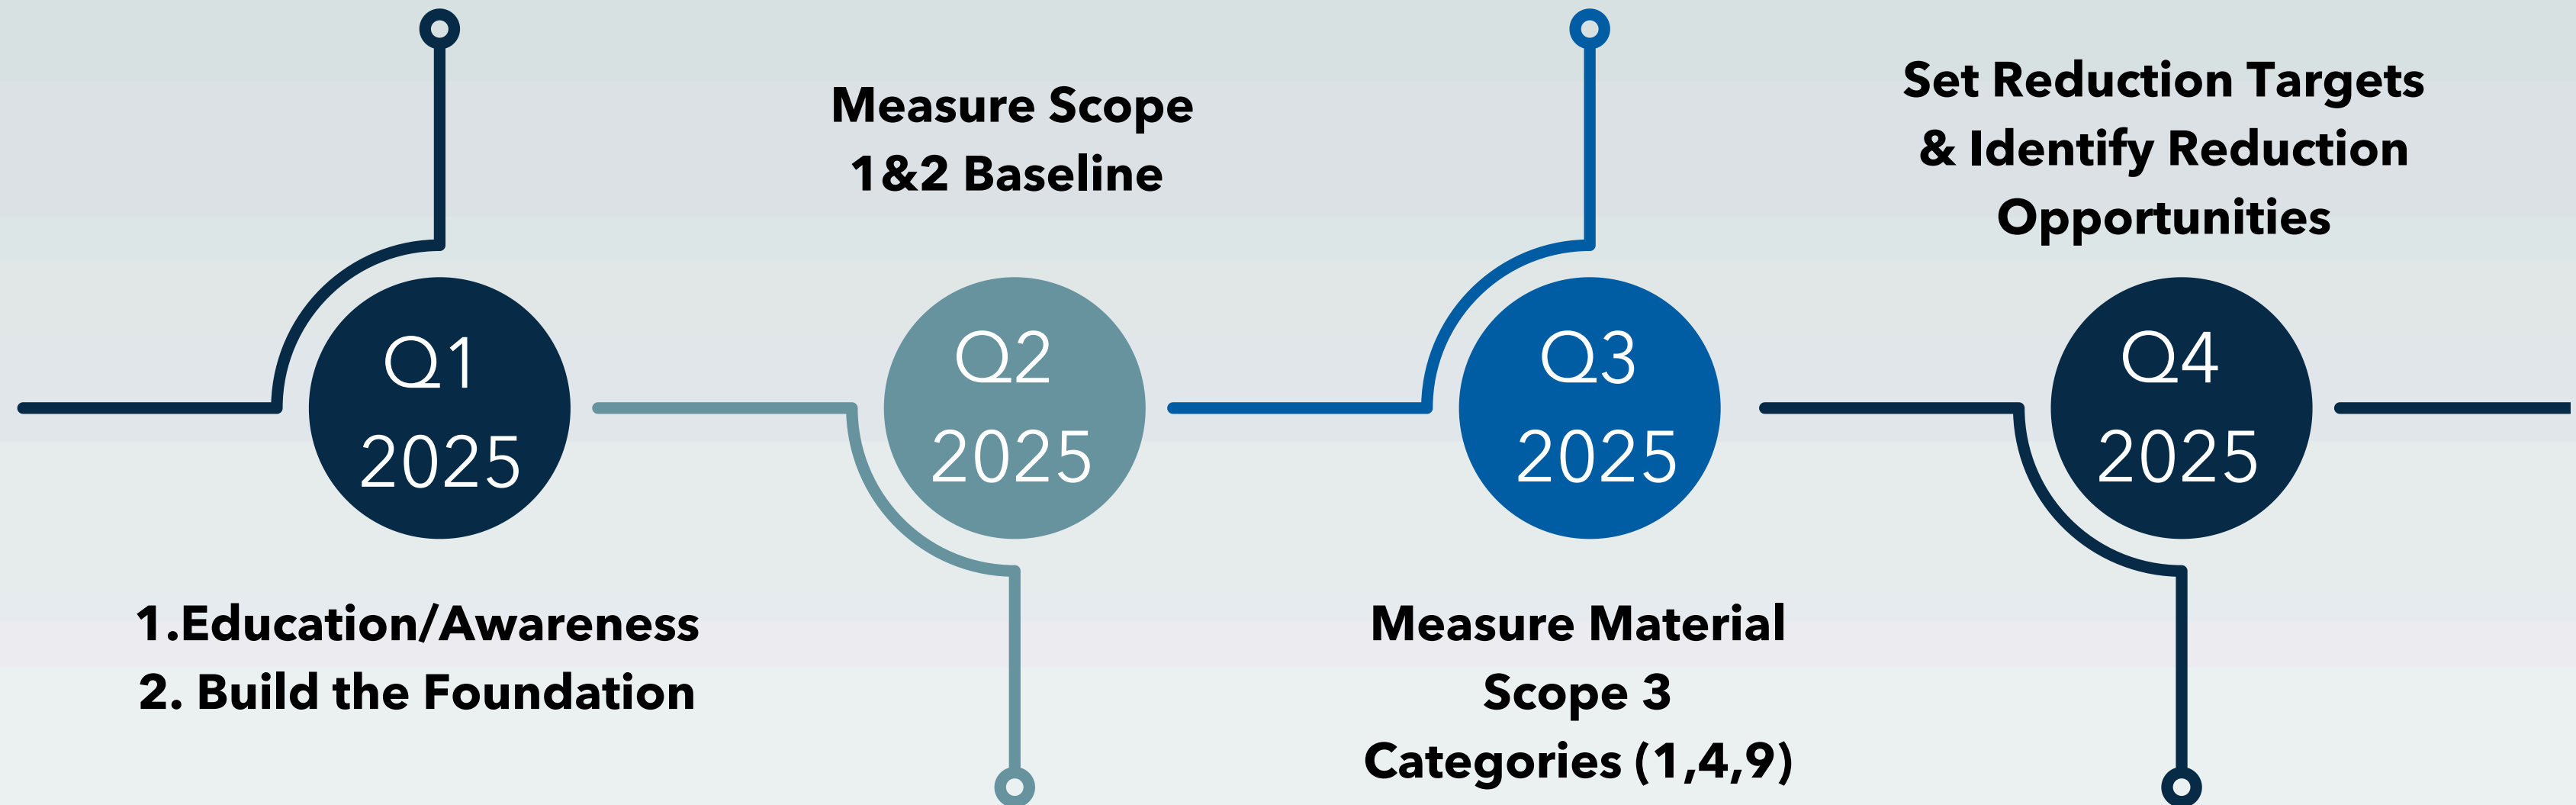 Q1
2025
1.Education/Awareness
2. Build the Foundation
Measure Scope
1&2 Baseline
Q2
2025
Q3
2025
Measure Material
Scope 3
Categories (1,4,9)
Set Reduction Targets
& Identify Reduction
Opportunities
Q4
2025